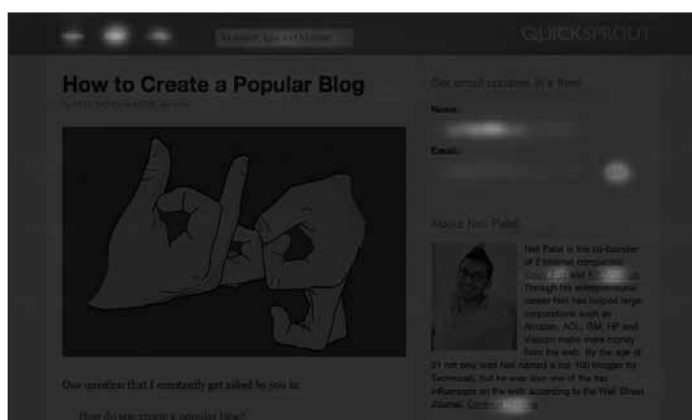 QUICKSPROUT
How to Create a Popular Blog
Get email updates (it's free)
Name:
Email:
About Neil Patel
Neil Patel is the co-founder
of 2 Internet companies:
and
Through his entrepreneurial
career Neil has helped large
corporations such as
Amazon, AOL, GM, HP and
Viacom make more money
from the web. By the age of
21 not only was Neil named a top 100 blogger by
Technorati, but he was also one of the top
influencers on the web according to the Wall Street
Journal.
One question that I constantly get asked by you is:
How do you create a popular blog?